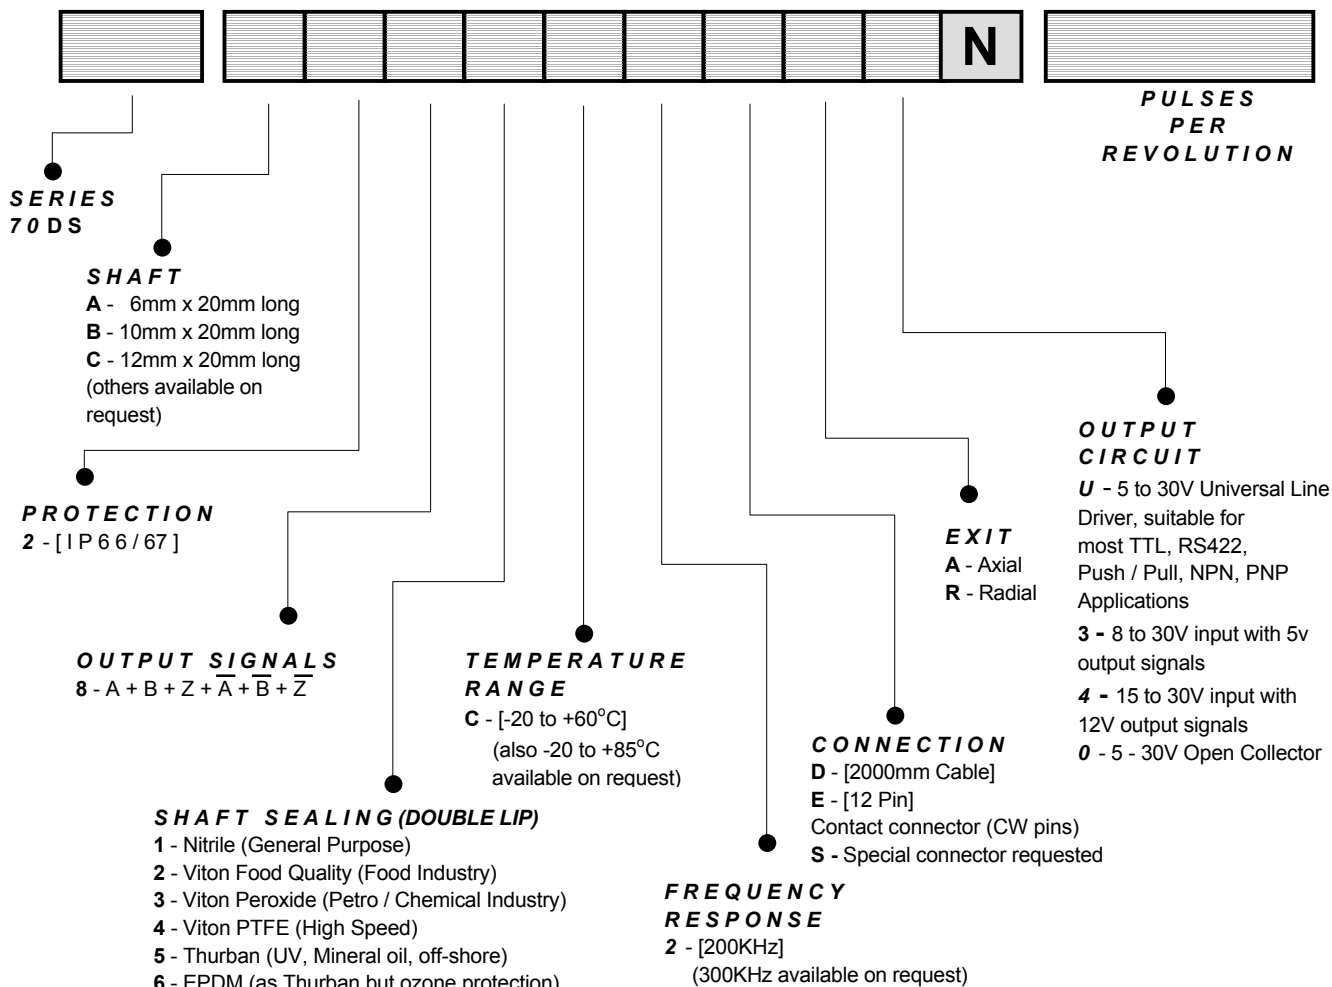 N
PULSES
PER
REVOLUTION
SERIES
70DS
SHAFT
A - 6mm x 20mm long
B - 10mm x 20mm long
C - 12mm x 20mm long
(others available on
request)
PROTECTION
2 - [IP66/67]
OUTPUT SIGNALS
8 - A + B + Z + A̅ + B̅ + Z̅
SHAFT SEALING (DOUBLE LIP)
1 - Nitrile (General Purpose)
2 - Viton Food Quality (Food Industry)
3 - Viton Peroxide (Petro / Chemical Industry)
4 - Viton PTFE (High Speed)
5 - Thurban (UV, Mineral oil, off-shore)
6 - EPDM (as Thurban but ozone protection)
TEMPERATURE
RANGE
C - [-20 to +60°C]
(also -20 to +85°C
available on request)
FREQUENCY
RESPONSE
2 - [200KHz]
(300KHz available on request)
CONNECTION
D - [2000mm Cable]
E - [12 Pin]
Contact connector (CW pins)
S - Special connector requested
EXIT
A - Axial
R - Radial
OUTPUT
CIRCUIT
U - 5 to 30V Universal Line
Driver, suitable for
most TTL, RS422,
Push / Pull, NPN, PNP
Applications
3 - 8 to 30V input with 5v
output signals
4 - 15 to 30V input with
12V output signals
0 - 5 - 30V Open Collector